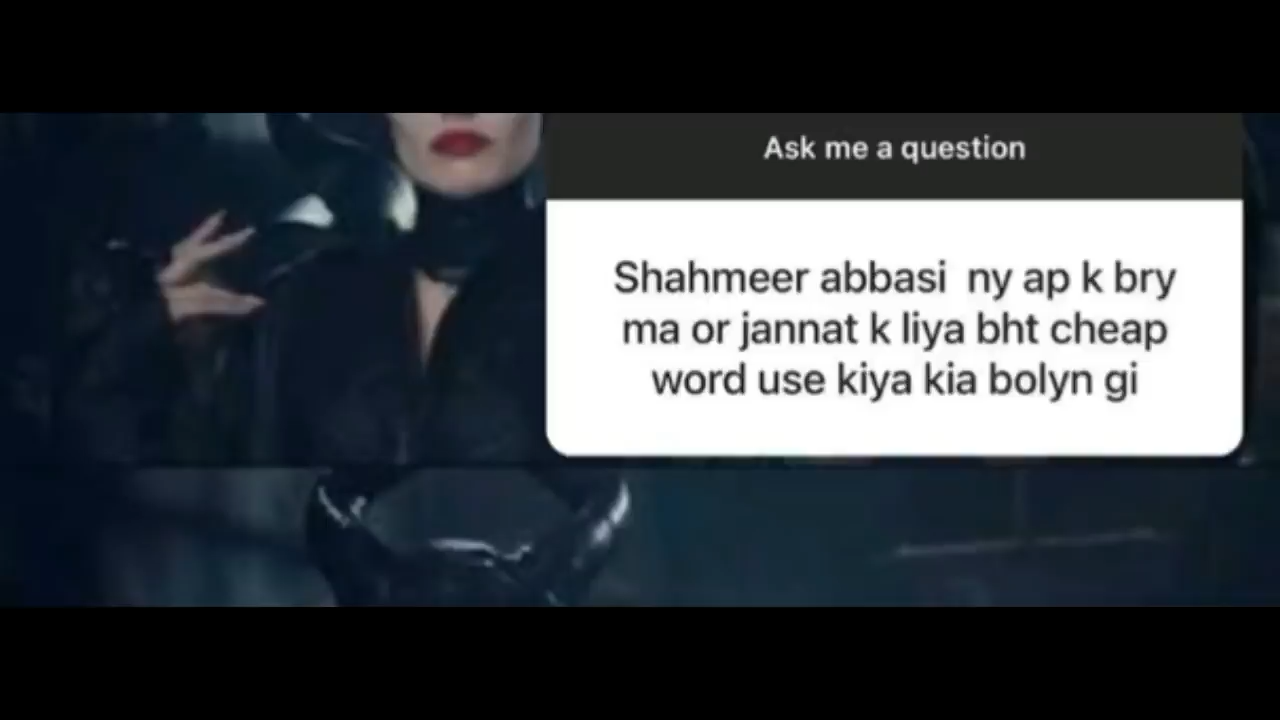 Ask me a question
Shahmeer abbasi ny ap k bry
ma or jannat k liya bht cheap
word use kiya kia bolyn gi